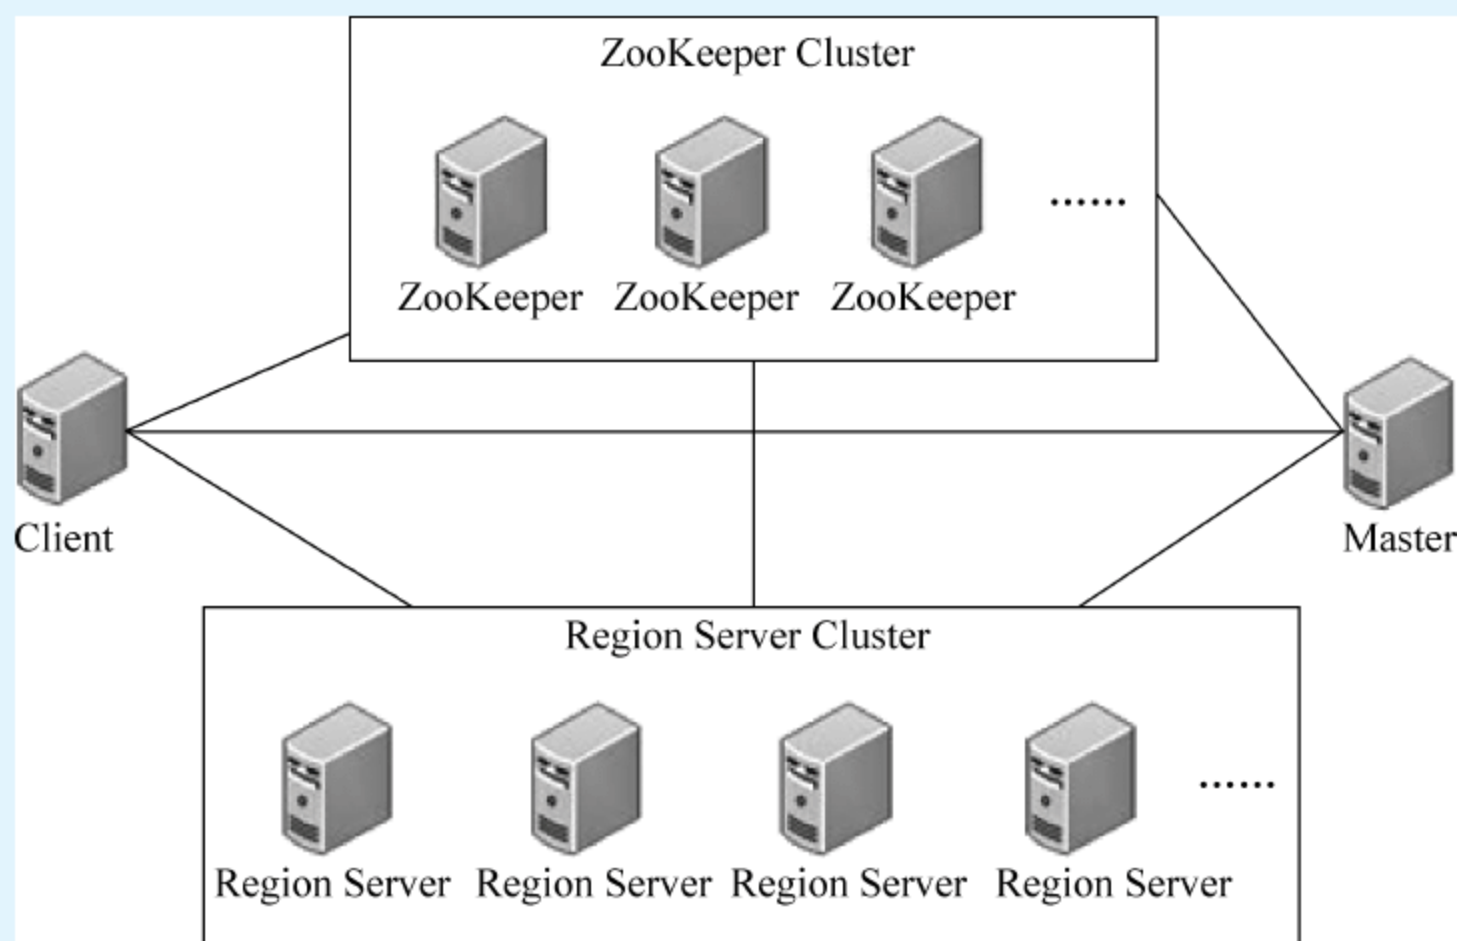 ZooKeeper Cluster
······
ZooKeeper ZooKeeper ZooKeeper
Client
Master
Region Server Cluster
······
Region Server Region Server Region Server Region Server